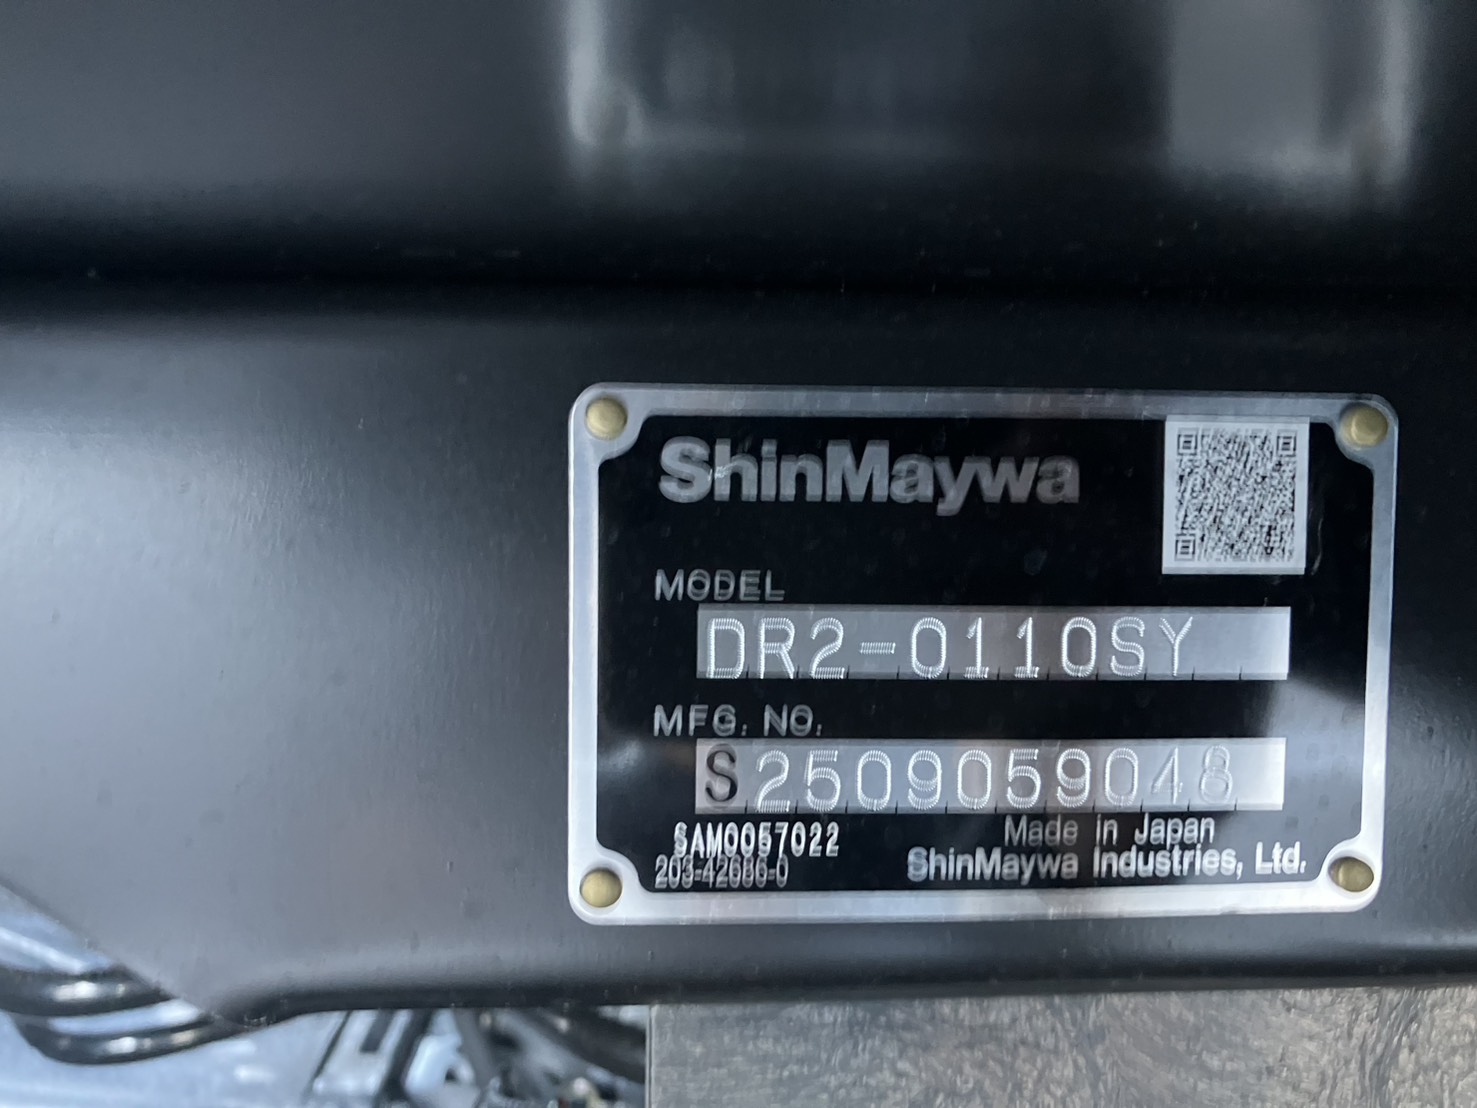 ShinMaywa
MODEL
DR2-0110SY
MFG. NO.
S2509059048
SAM0057022
Made in Japan
203-42686-0
ShinMaywa Industries, Ltd.